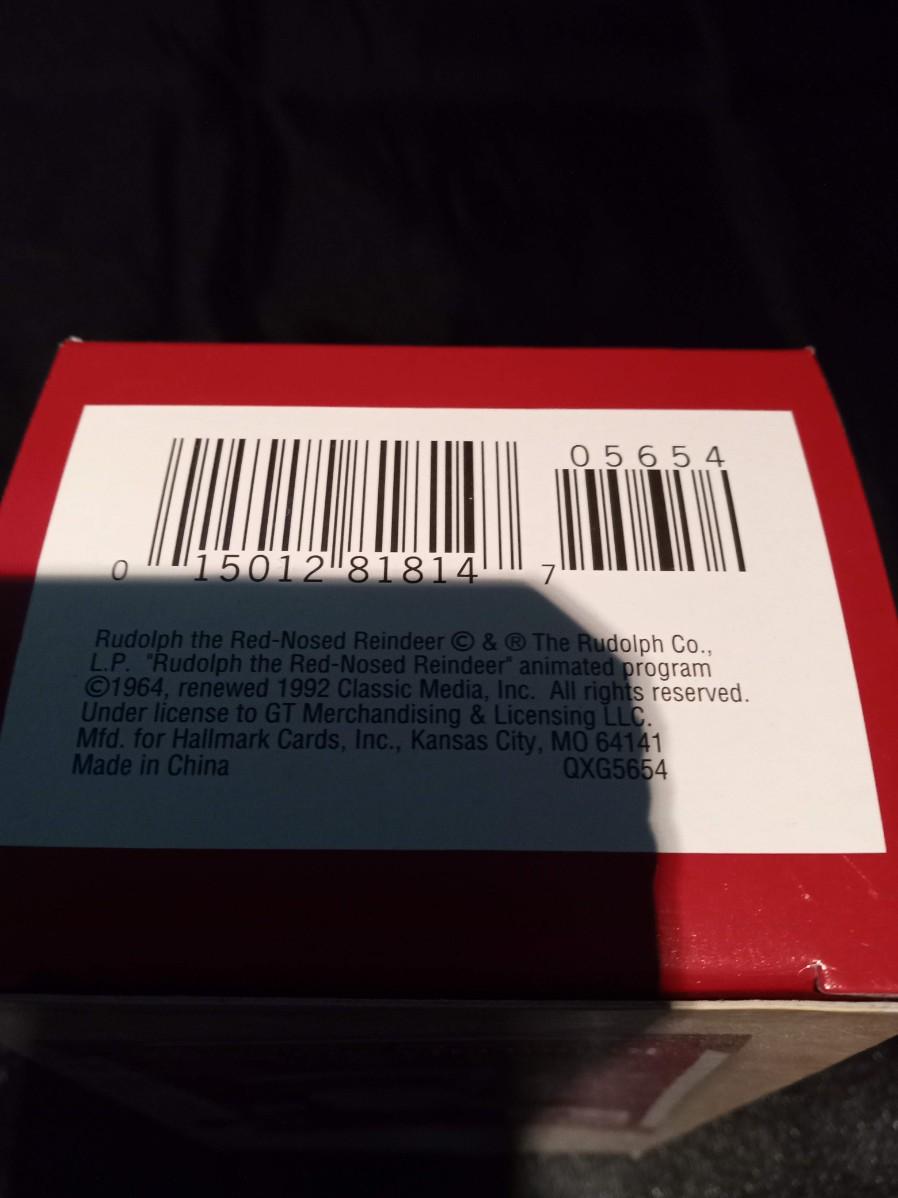 05654
0 15012 81814 7
Rudolph the Red-Nosed Reindeer © & ® The Rudolph Co.,
L.P. "Rudolph the Red-Nosed Reindeer" animated program
©1964, renewed 1992 Classic Media, Inc. All rights reserved.
Under license to GT Merchandising & Licensing LLC.
Mfd. for Hallmark Cards, Inc., Kansas City, MO 64141
Made in China QXG5654